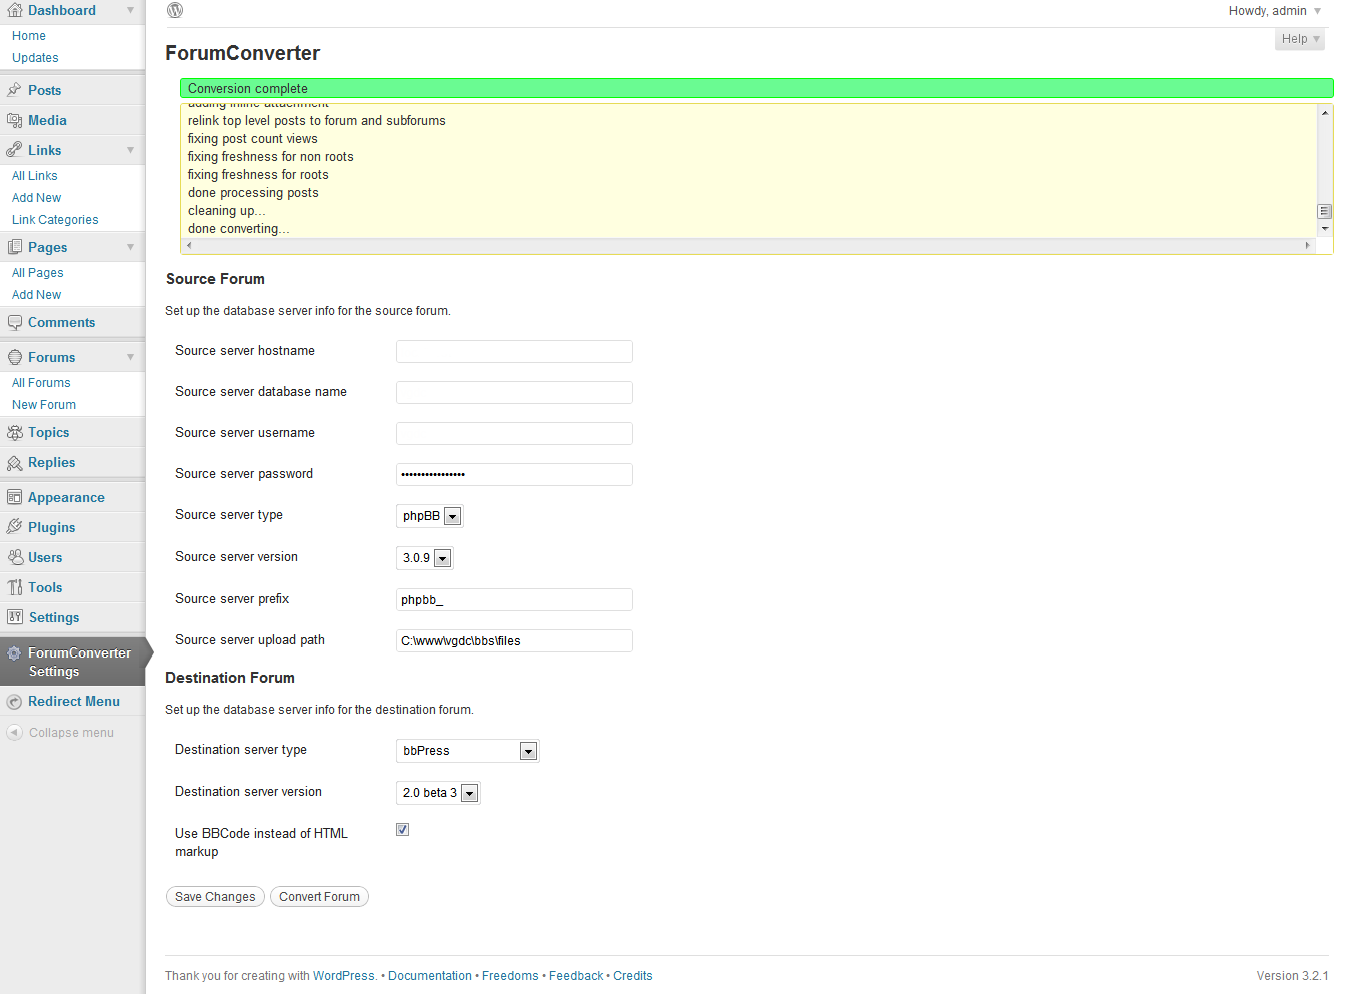 Dashboard
Home
Updates
Posts
Media
Links
All Links
Add New
Link Categories
Pages
All Pages
Add New
Comments
Forums
All Forums
New Forum
Topics
Replies
Appearance
Plugins
Users
Tools
Settings
ForumConverter
Settings
Redirect Menu
Collapse menu
Howdy, admin
Help
ForumConverter
Conversion complete
adding inline attachment
relink top level posts to forum and subforums
fixing post count views
fixing freshness for non roots
fixing freshness for roots
done processing posts
cleaning up...
done converting...
Source Forum
Set up the database server info for the source forum.
Source server hostname
Source server database name
Source server username
Source server password ••••••••••••••••
Source server type phpBB
Source server version 3.0.9
Source server prefix phpbb_
Source server upload path C:\www\vgdc\bbs\files
Destination Forum
Set up the database server info for the destination forum.
Destination server type bbPress
Destination server version 2.0 beta 3
Use BBCode instead of HTML
markup
Save Changes Convert Forum
Thank you for creating with WordPress. • Documentation • Freedoms • Feedback • Credits
Version 3.2.1